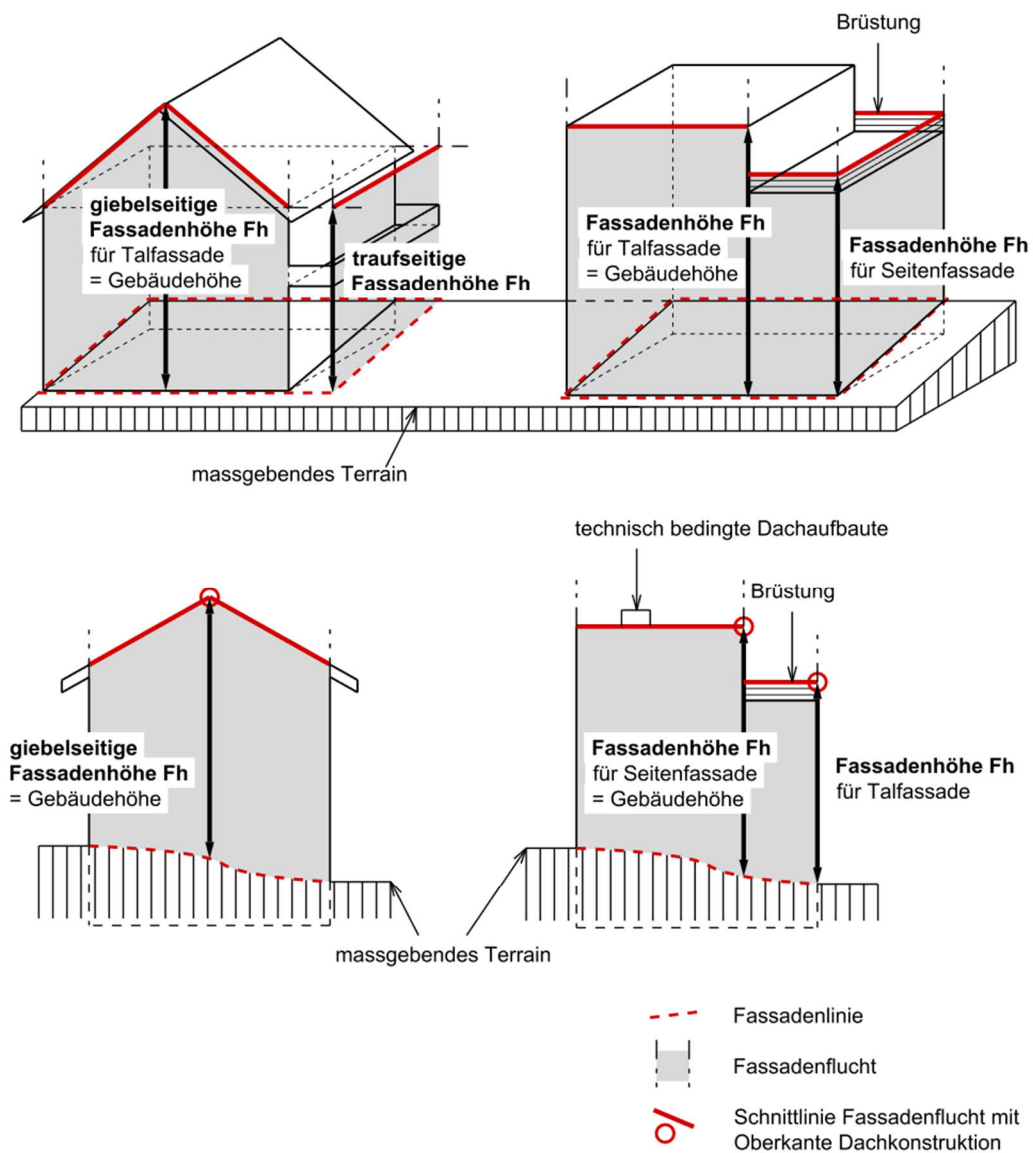 Brüstung
giebelseitige
Fassadenhöhe Fh
für Talfassade
= Gebäudehöhe
traufseitige
Fassadenhöhe Fh
Fassadenhöhe Fh
für Talfassade
= Gebäudehöhe
Fassadenhöhe Fh
für Seitenfassade
massgebendes Terrain
technisch bedingte Dachaufbaute
Brüstung
giebelseitige
Fassadenhöhe Fh
= Gebäudehöhe
Fassadenhöhe Fh
für Seitenfassade
= Gebäudehöhe
Fassadenhöhe Fh
für Talfassade
massgebendes Terrain
Fassadenlinie
Fassadenflucht
Schnittlinie Fassadenflucht mit
Oberkante Dachkonstruktion